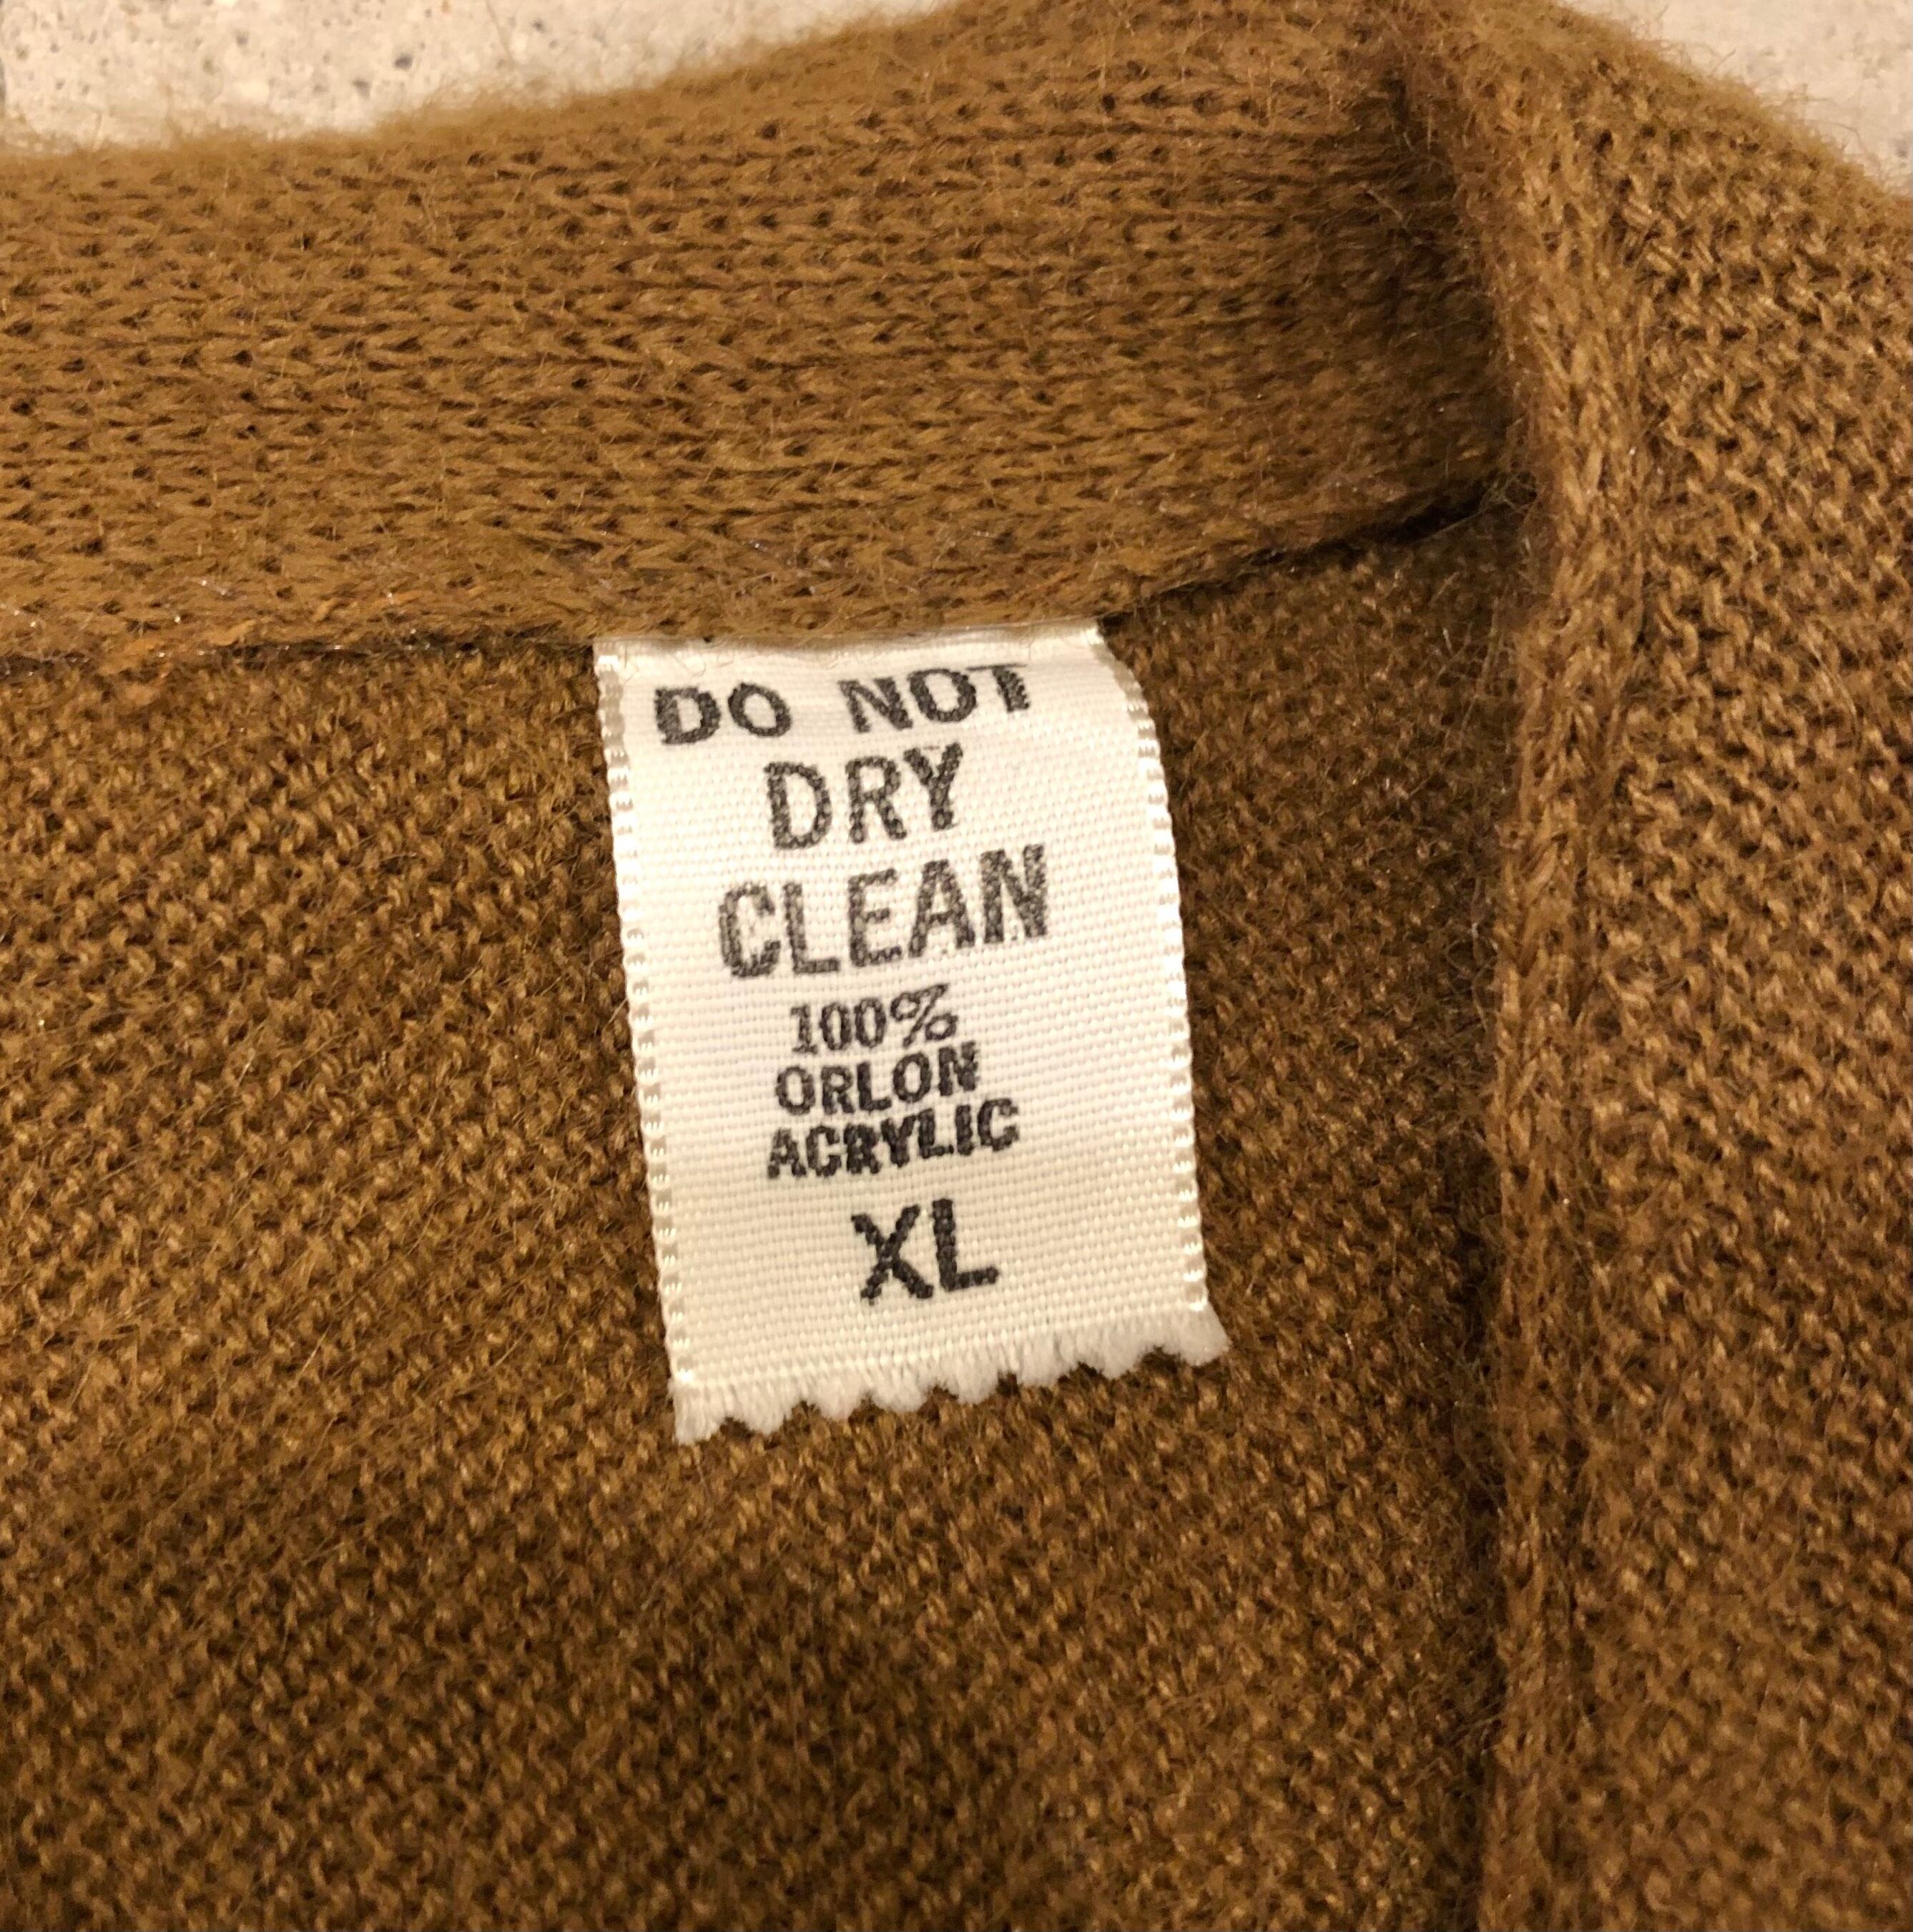 DO NOT
DRY
CLEAN
100%
ORLON
ACRYLIC
XL